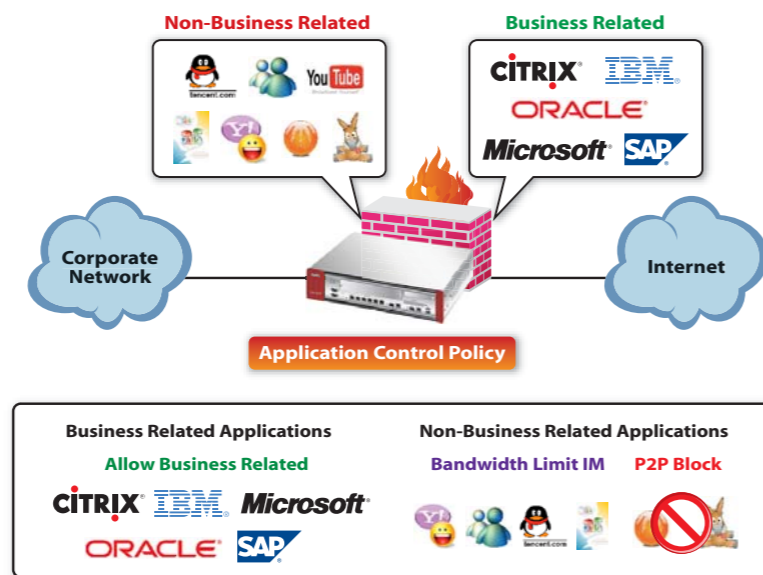 Non-Business Related
Business Related
tencent.com
YouTube
Y!
CITRIX®
IBM®
ORACLE®
Microsoft®
SAP®
Corporate
Network
Internet
Application Control Policy
Business Related Applications
Non-Business Related Applications
Allow Business Related
Bandwidth Limit IM
P2P Block
CITRIX®
IBM®
Microsoft®
ORACLE®
SAP®
Y!
tencent.com